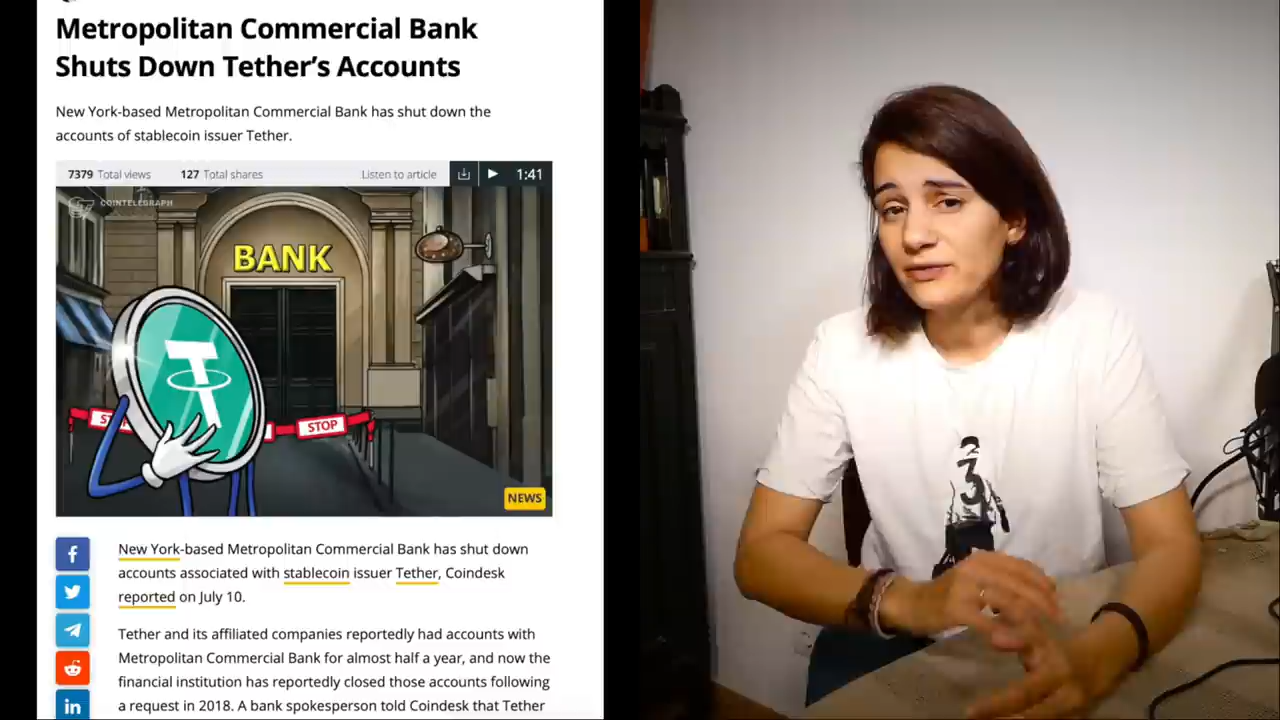 Metropolitan Commercial Bank
Shuts Down Tether's Accounts
New York-based Metropolitan Commercial Bank has shut down the
accounts of stablecoin issuer Tether.
7379 Total views 127 Total shares Listen to article 1:41
COINTELEGRAPH
BANK
T
STOP
NEWS
New York-based Metropolitan Commercial Bank has shut down
accounts associated with stablecoin issuer Tether, Coindesk
reported on July 10.
Tether and its affiliated companies reportedly had accounts with
Metropolitan Commercial Bank for almost half a year, and now the
financial institution has reportedly closed those accounts following
a request in 2018. A bank spokesperson told Coindesk that Tether
f
in
23